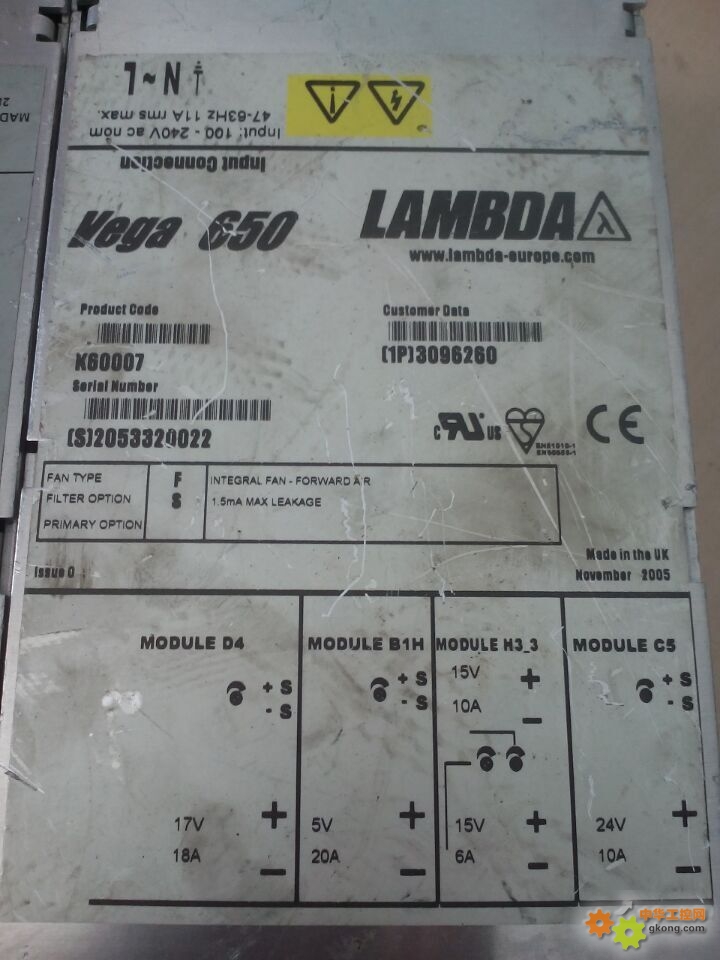 L ~ N
Input: 100 - 240V ac nom
47-63Hz 11A rms max.
Input Connection
MAD
Vega 650
LAMBDA
www.lambda-europe.com
Product Code
K60007
Customer Data
(1P)3096260
Serial Number
(S)2053320022
c RU US
CE
FAN TYPE F INTEGRAL FAN - FORWARD AIR
FILTER OPTION S 1.5mA MAX LEAKAGE
PRIMARY OPTION
Made in the UK
Issue 0
November 2005
MODULE D4
+ S
- S
17V +
18A -
MODULE B1H
+ S
- S
5V +
20A -
MODULE H3_3
15V +
10A -
15V +
6A -
MODULE C5
+ S
- S
24V +
10A -
中华工控网
gkong.com